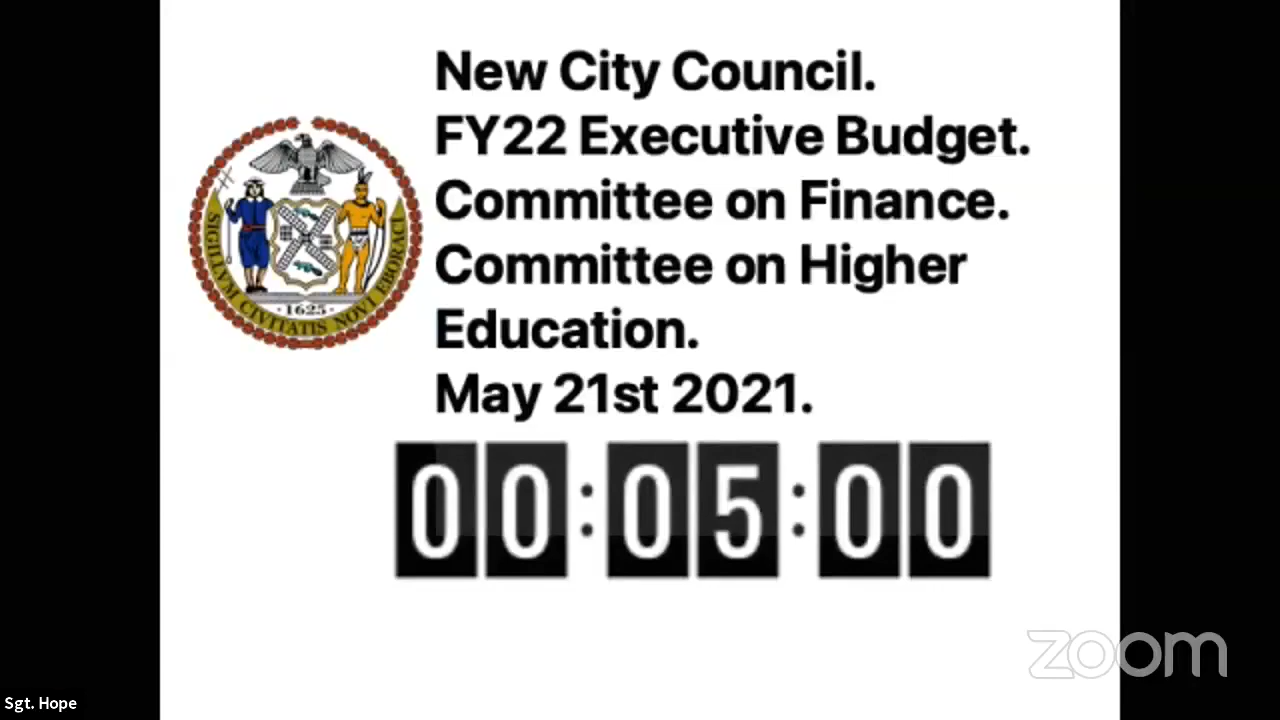 New City Council.
FY22 Executive Budget.
Committee on Finance.
Committee on Higher
Education.
May 21st 2021.
SIGILLVM CIVITATIS NOVI EBORACI
· 1625 ·
00:05:00
zoom
Sgt. Hope